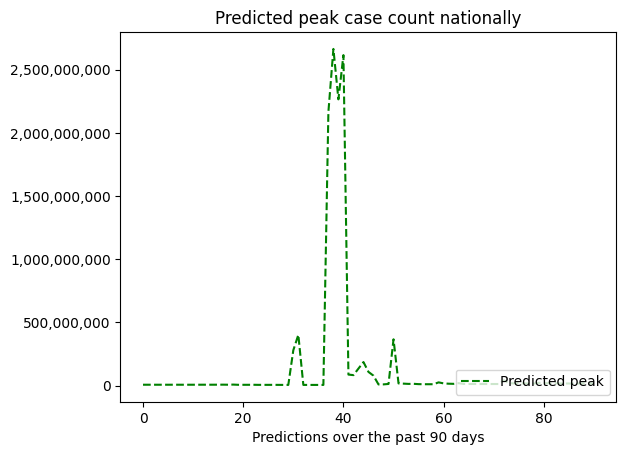 Predicted peak case count nationally
2,500,000,000
2,000,000,000
1,500,000,000
1,000,000,000
500,000,000
0
Predicted peak
0 20 40 60 80
Predictions over the past 90 days